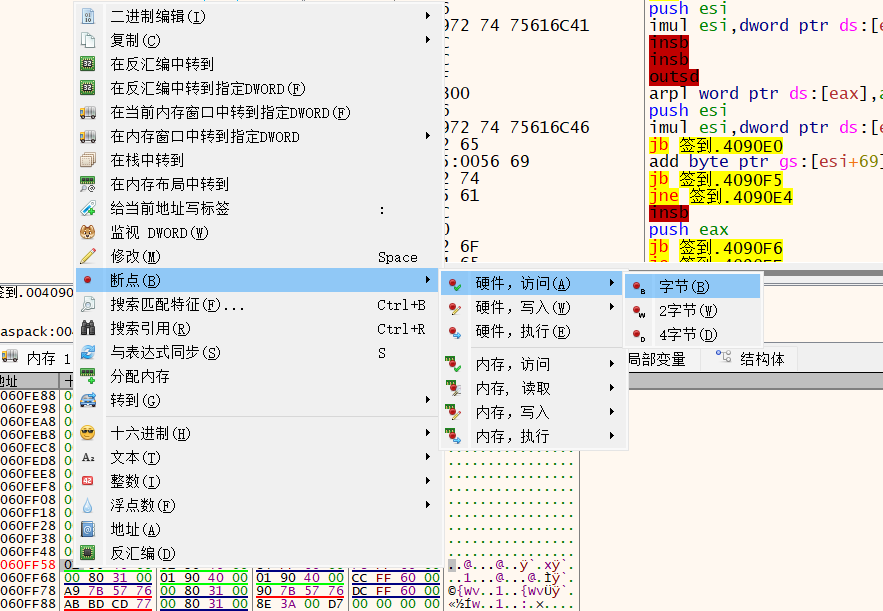 二进制编辑(I)
复制(C)
在反汇编中转到
在反汇编中转到指定DWORD(F)
在当前内存窗口中转到指定DWORD(F)
在内存窗口中转到指定DWORD
在栈中转到
在内存布局中转到
给当前地址写标签 :
监视 DWORD(W)
修改(M) Space
断点(B)
搜索匹配特征(F)... Ctrl+B
搜索引用(R) Ctrl+R
与表达式同步(S) S
分配内存
转到(G)
十六进制(H)
文本(T)
整数(I)
浮点数(F)
地址(A)
反汇编(D)
硬件，访问(A)
硬件，写入(W)
硬件，执行(E)
内存，访问
内存, 读取
内存，写入
内存，执行
字节(B)
2字节(W)
4字节(D)
push esi
972 74 75616C41 imul esi,dword ptr ds:[e
insb
insb
outsd
300 arpl word ptr ds:[eax],a
push esi
972 74 75616C46 imul esi,dword ptr ds:[e
65 jb 签到.4090E0
5:0056 69 add byte ptr gs:[esi+69]
74 jb 签到.4090F5
61 jne 签到.4090E4
insb
push eax
6F jb 签到.4090F6
签到.004090
aspack:00
内存 1
局部变量
结构体
地址
060FE88
060FE98
060FEA8
060FEB8
060FEC8
060FED8
060FEE8
060FEF8
060FF08
060FF18
060FF28
060FF38
060FF48
060FF58
060FF68 00 80 31 00 01 90 40 00 01 90 40 00 CC FF 60 00 ..1...@...@.Ìÿ`.
060FF78 A9 7B 57 76 00 80 31 00 90 7B 57 76 DC FF 60 00 ©{Wv..1..{WvÜÿ`.
060FF88 AB BD CD 77 00 80 31 00 8E 3A 00 D7 00 00 00 00